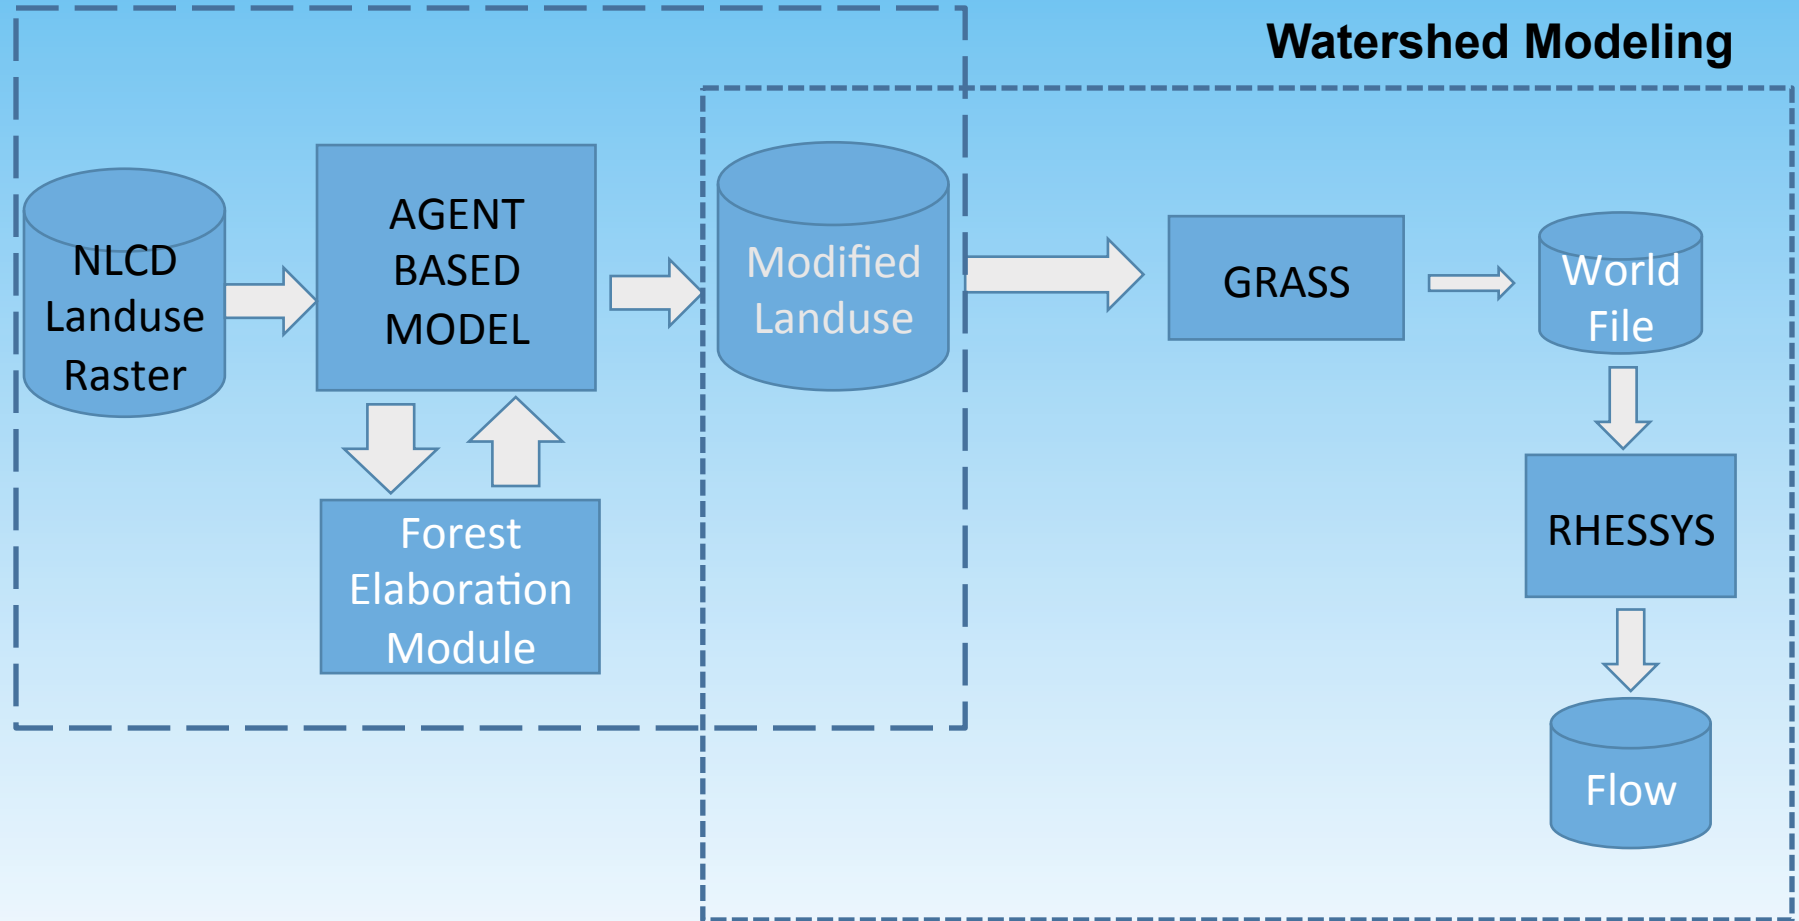 Watershed Modeling
NLCD
Landuse
Raster
AGENT
BASED
MODEL
Forest
Elaboration
Module
Modified
Landuse
GRASS
World
File
RHESSYS
Flow